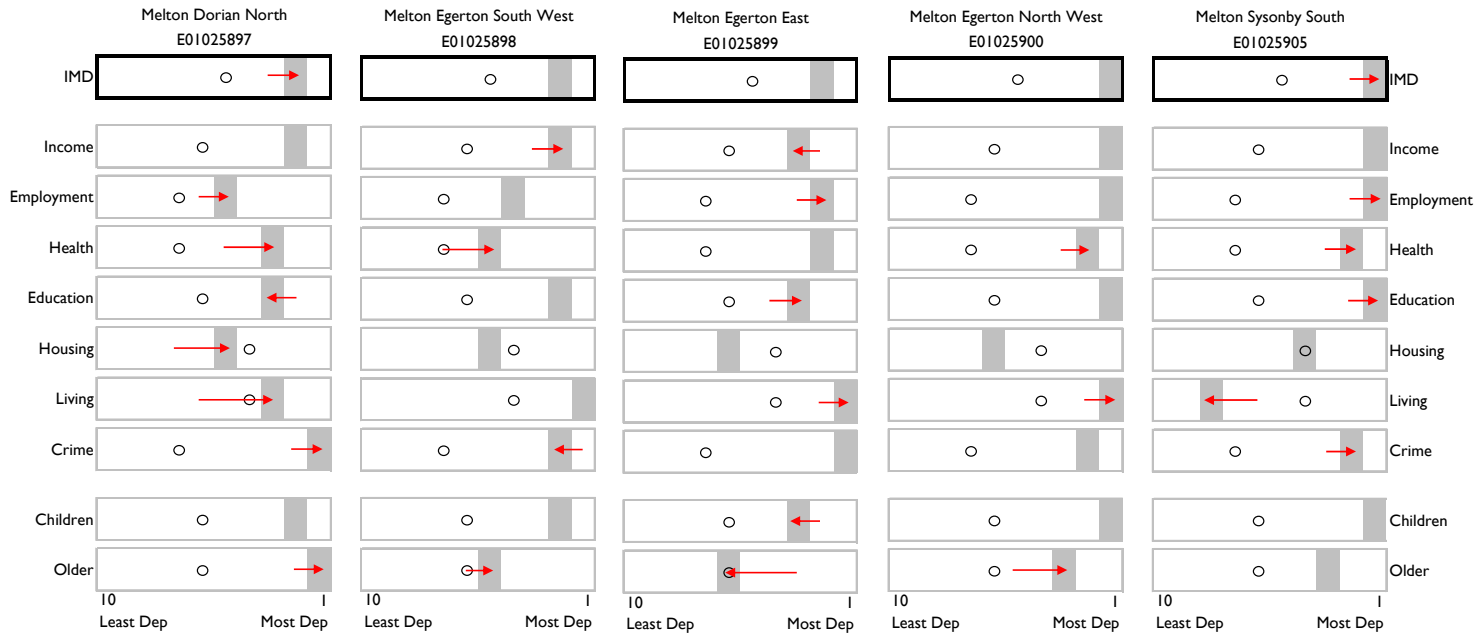 Melton Dorian North
E01025897
Melton Egerton South West
E01025898
Melton Egerton East
E01025899
Melton Egerton North West
E01025900
Melton Sysonby South
E01025905
IMD IMD
Income Income
Employment Employment
Health Health
Education Education
Housing Housing
Living Living
Crime Crime
Children Children
Older Older
10 1 10 1 10 1 10 1 10 1
Least Dep Most Dep Least Dep Most Dep Least Dep Most Dep Least Dep Most Dep Least Dep Most Dep